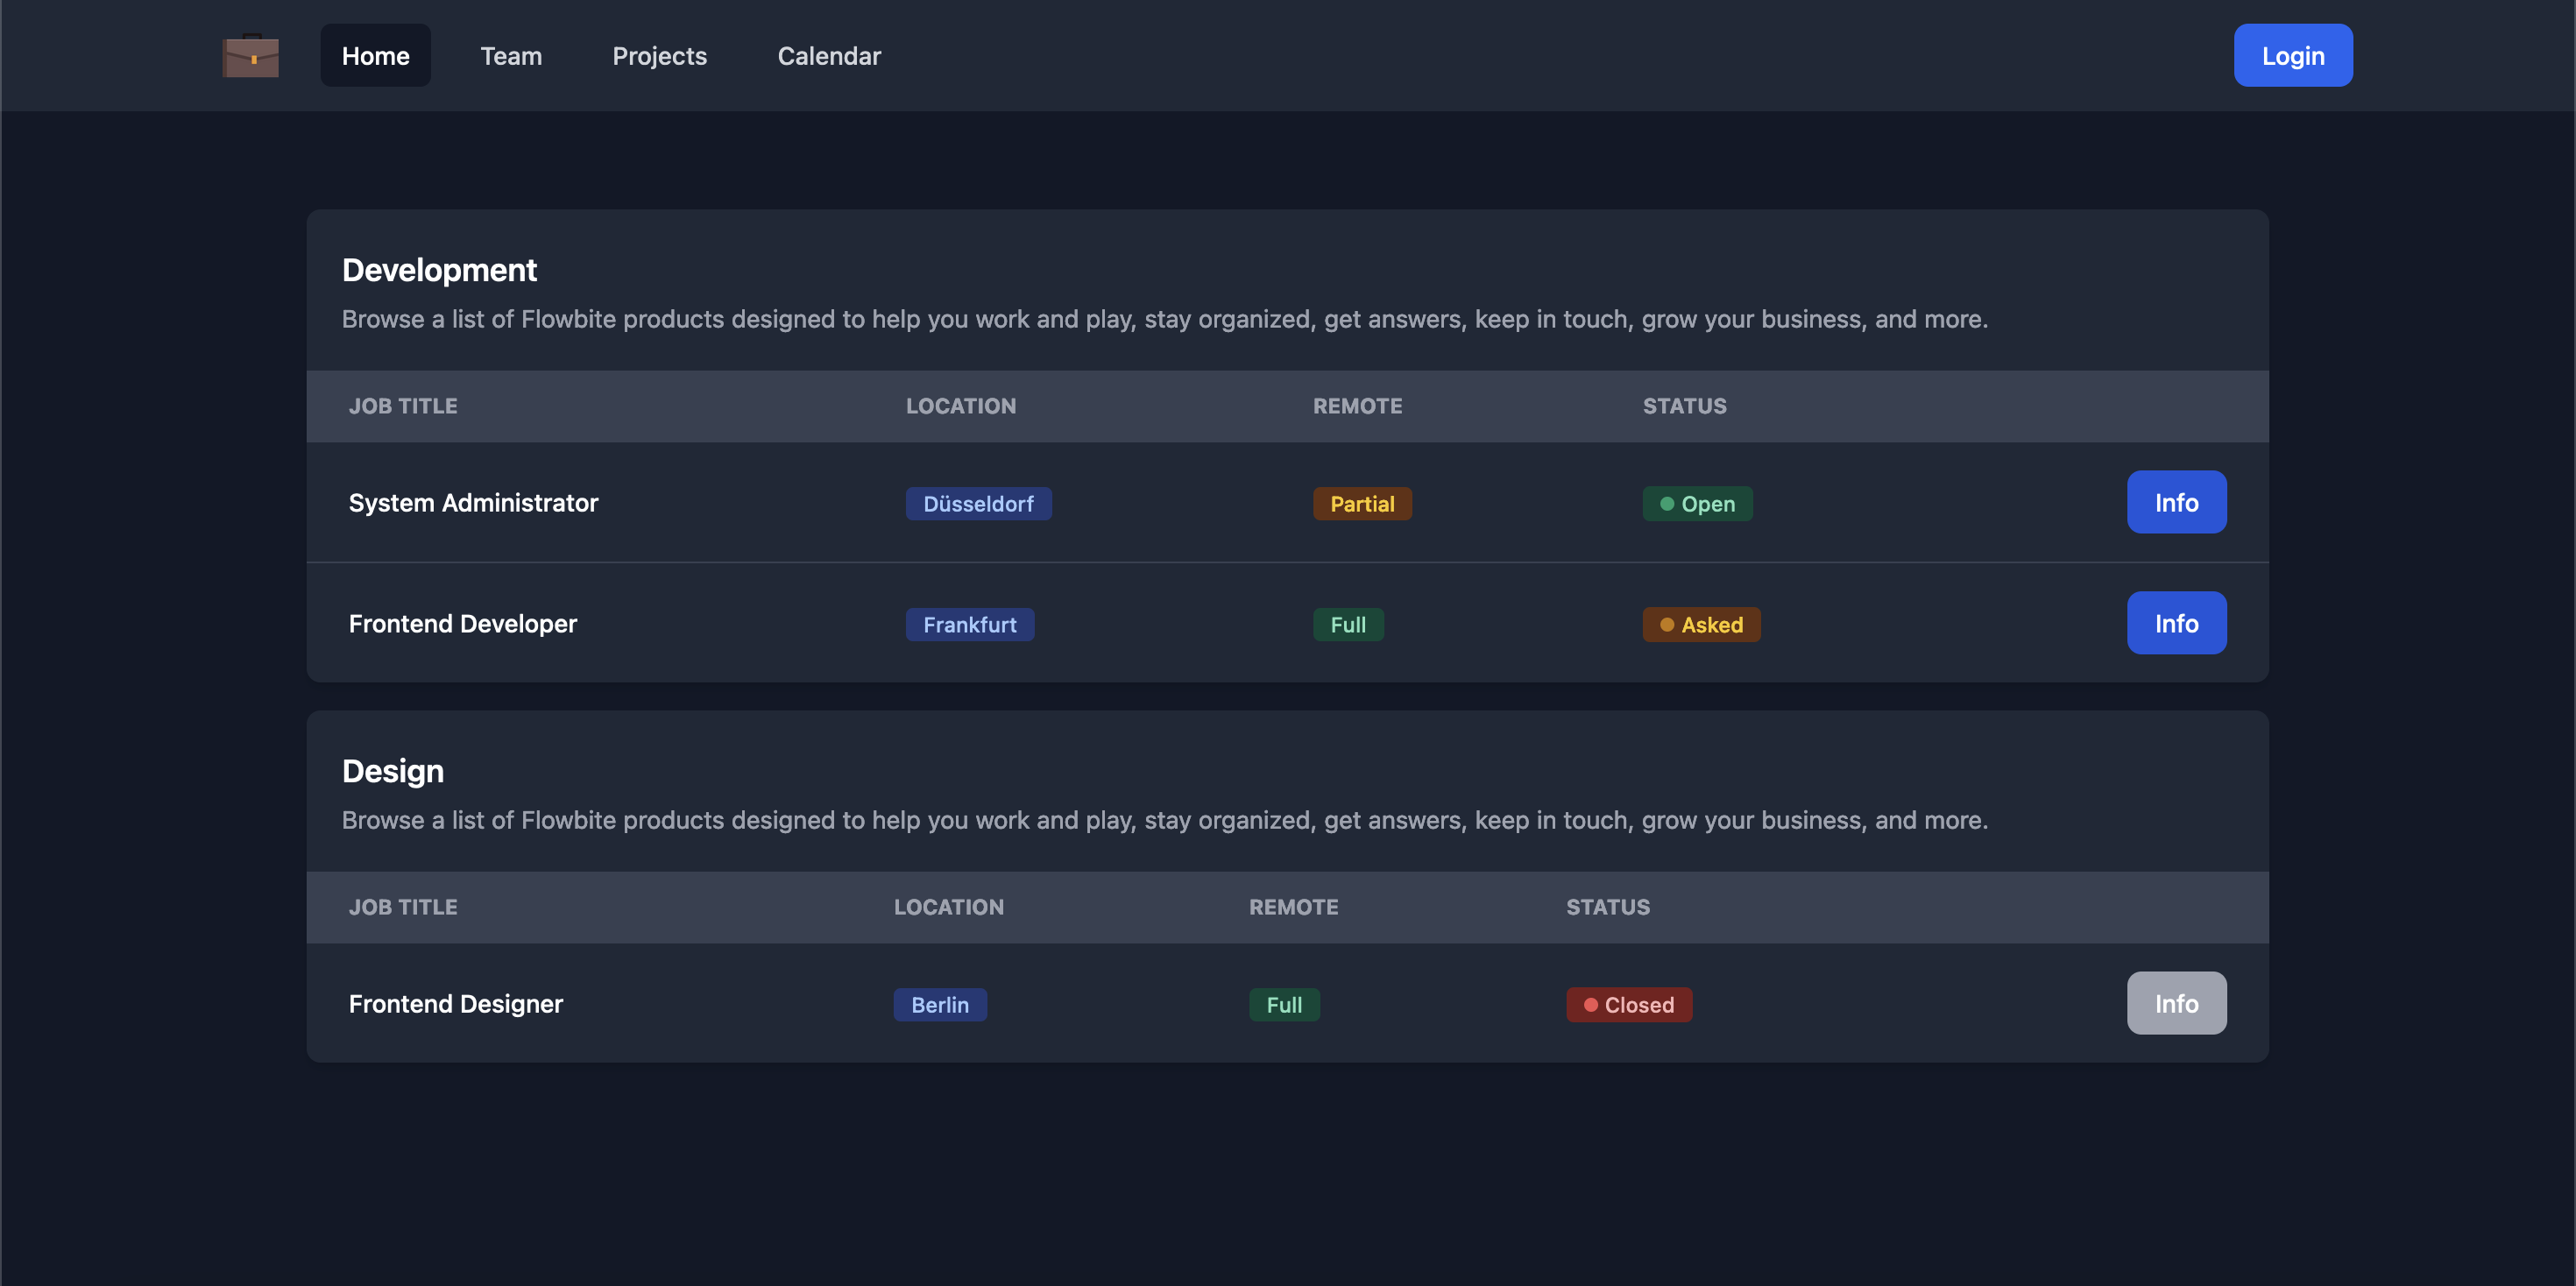 Home Team Projects Calendar Login
Development
Browse a list of Flowbite products designed to help you work and play, stay organized, get answers, keep in touch, grow your business, and more.
JOB TITLE LOCATION REMOTE STATUS
System Administrator Düsseldorf Partial Open Info
Frontend Developer Frankfurt Full Asked Info
Design
Browse a list of Flowbite products designed to help you work and play, stay organized, get answers, keep in touch, grow your business, and more.
JOB TITLE LOCATION REMOTE STATUS
Frontend Designer Berlin Full Closed Info